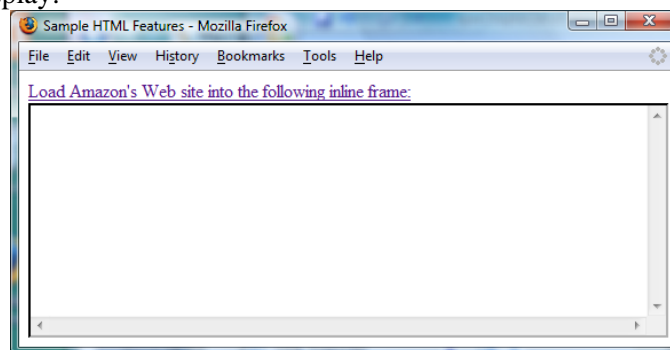 play?
Sample HTML Features - Mozilla Firefox
File Edit View History Bookmarks Tools Help
Load Amazon's Web site into the following inline frame: